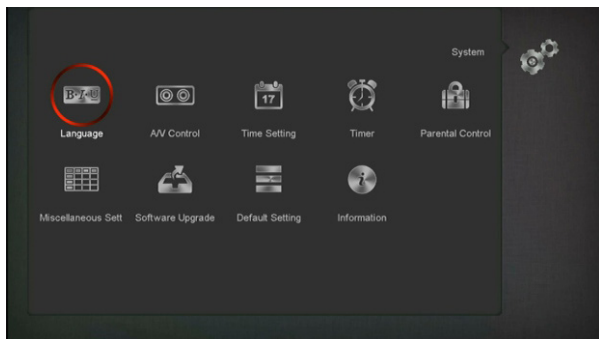 System
B·I·U
17
Language
A/V Control
Time Setting
Timer
Parental Control
i
Miscellaneous Sett
Software Upgrade
Default Setting
Information